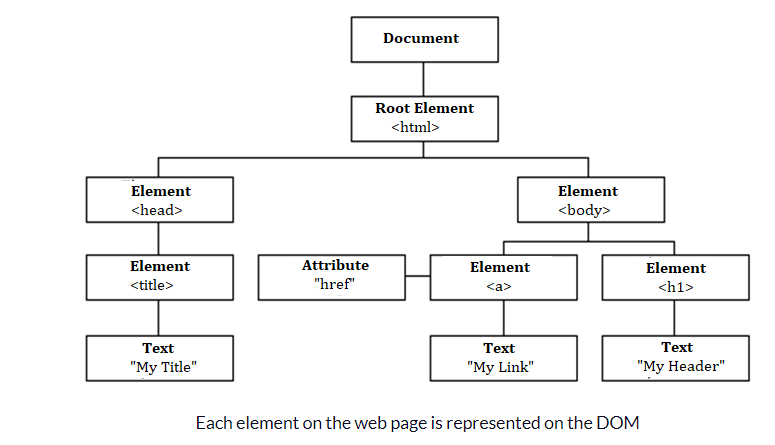 Document
Root Element
<html>
Element
<head>
Element
<body>
Element
<title>
Attribute
"href"
Element
<a>
Element
<h1>
Text
"My Title"
Text
"My Link"
Text
"My Header"
Each element on the web page is represented on the DOM